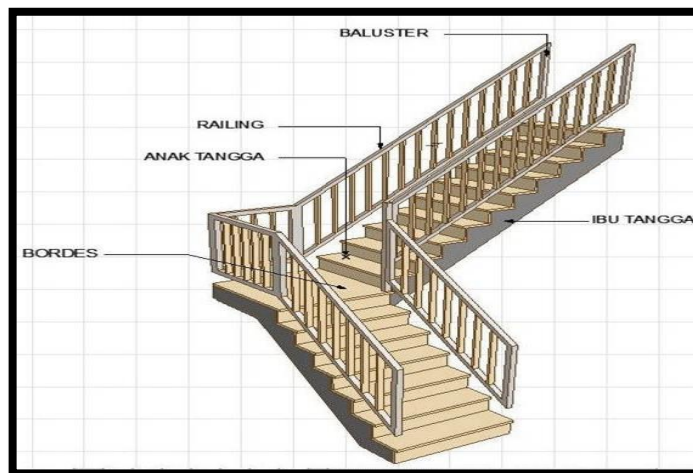 BALUSTER
RAILING
ANAK TANGGA
IBU TANGGA
BORDES